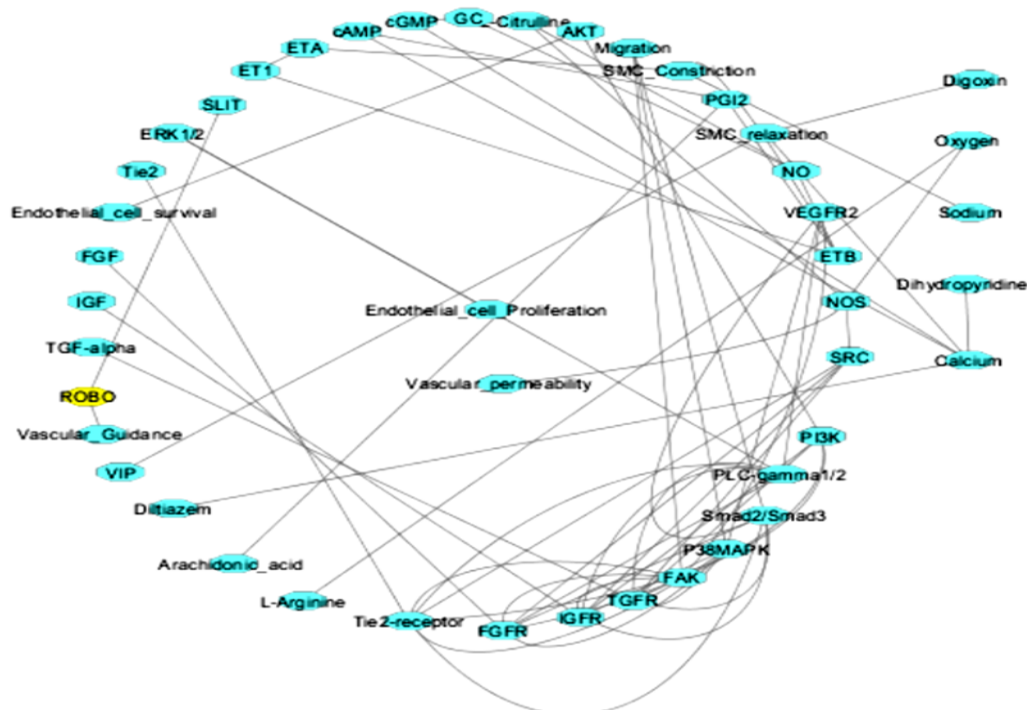 cGMP
GC
-Citrulline
cAMP
AKT
ETA
Migration
ET1
SMC_Constriction
Digoxin
SLIT
PGI2
ERK1/2
SMC_relaxation
Oxygen
Tie2
NO
Endothelial_cell_survival
VEGFR2
Sodium
FGF
ETB
Dihydropyridine
IGF
Endothelial_cell_Proliferation
NOS
TGF-alpha
SRC
Calcium
Vascular_permeability
ROBO
Vascular_Guidance
PI3K
VIP
PLC-gamma1/2
Diltiazem
Smad2/Smad3
P38MAPK
Arachidonic_acid
FAK
L-Arginine
TGFR
Tie2-receptor
IGFR
FGFR